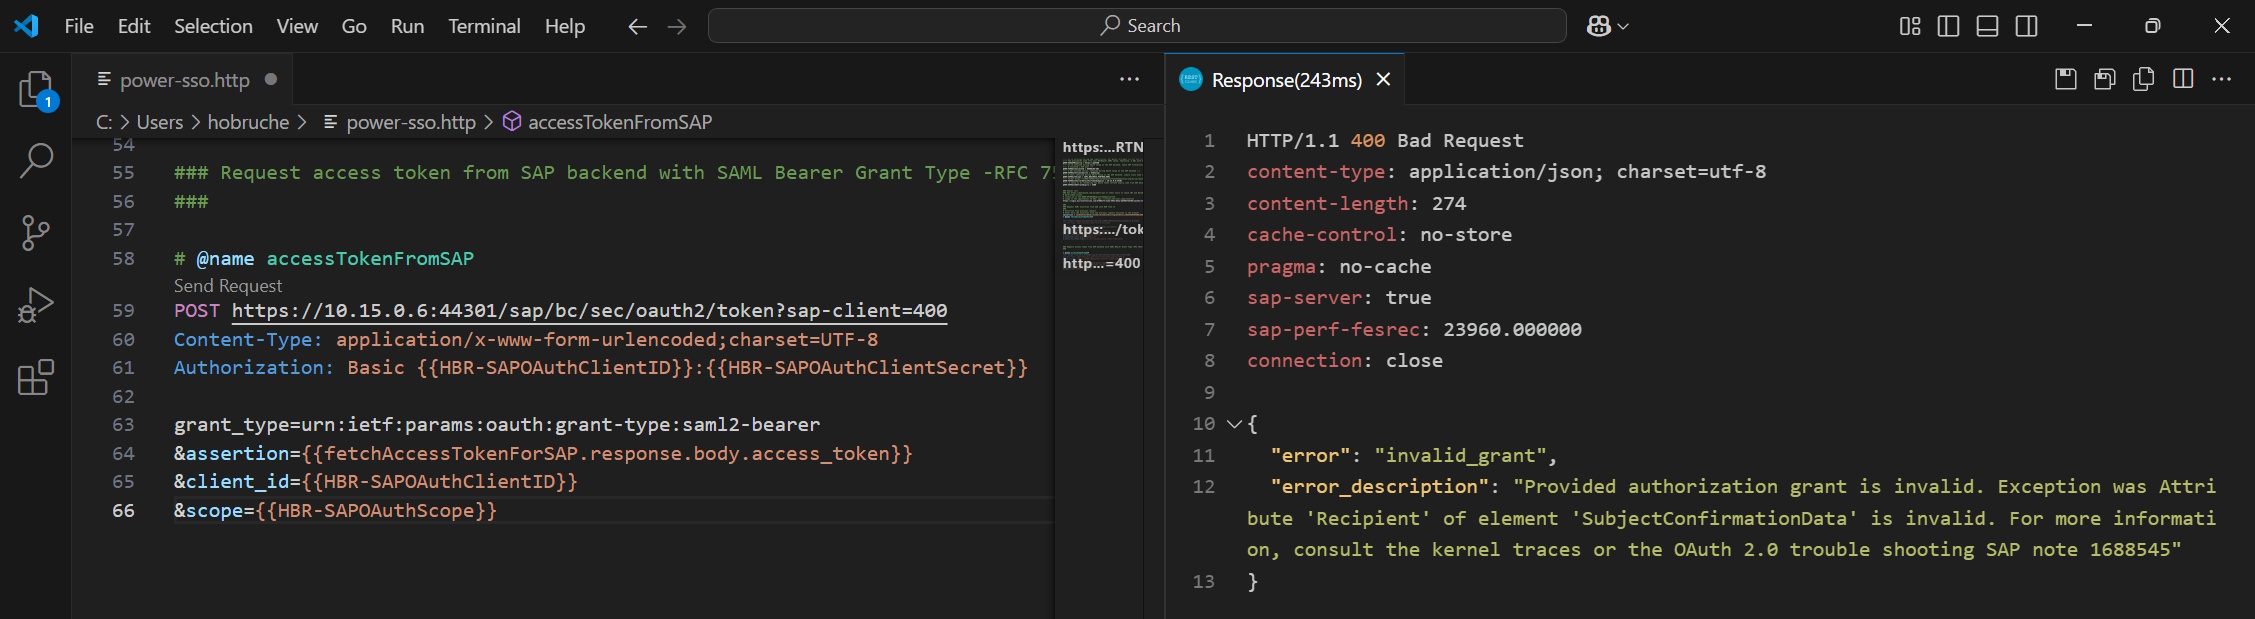 File Edit Selection View Go Run Terminal Help
Search
power-sso.http
Response(243ms)
1
C: > Users > hobruche > power-sso.http > accessTokenFromSAP
54
55 ### Request access token from SAP backend with SAML Bearer Grant Type -RFC 75
56 ###
57
58 # @name accessTokenFromSAP
Send Request
59 POST https://10.15.0.6:44301/sap/bc/sec/oauth2/token?sap-client=400
60 Content-Type: application/x-www-form-urlencoded;charset=UTF-8
61 Authorization: Basic {{HBR-SAPOAuthClientID}}:{{HBR-SAPOAuthClientSecret}}
62
63 grant_type=urn:ietf:params:oauth:grant-type:saml2-bearer
64 &assertion={{fetchAccessTokenForSAP.response.body.access_token}}
65 &client_id={{HBR-SAPOAuthClientID}}
66 &scope={{HBR-SAPOAuthScope}}
https:...RTN
https:.../tok
http...=400
1 HTTP/1.1 400 Bad Request
2 content-type: application/json; charset=utf-8
3 content-length: 274
4 cache-control: no-store
5 pragma: no-cache
6 sap-server: true
7 sap-perf-fesrec: 23960.000000
8 connection: close
9
10 {
11 "error": "invalid_grant",
12 "error_description": "Provided authorization grant is invalid. Exception was Attri
bute 'Recipient' of element 'SubjectConfirmationData' is invalid. For more informati
on, consult the kernel traces or the OAuth 2.0 trouble shooting SAP note 1688545"
13 }